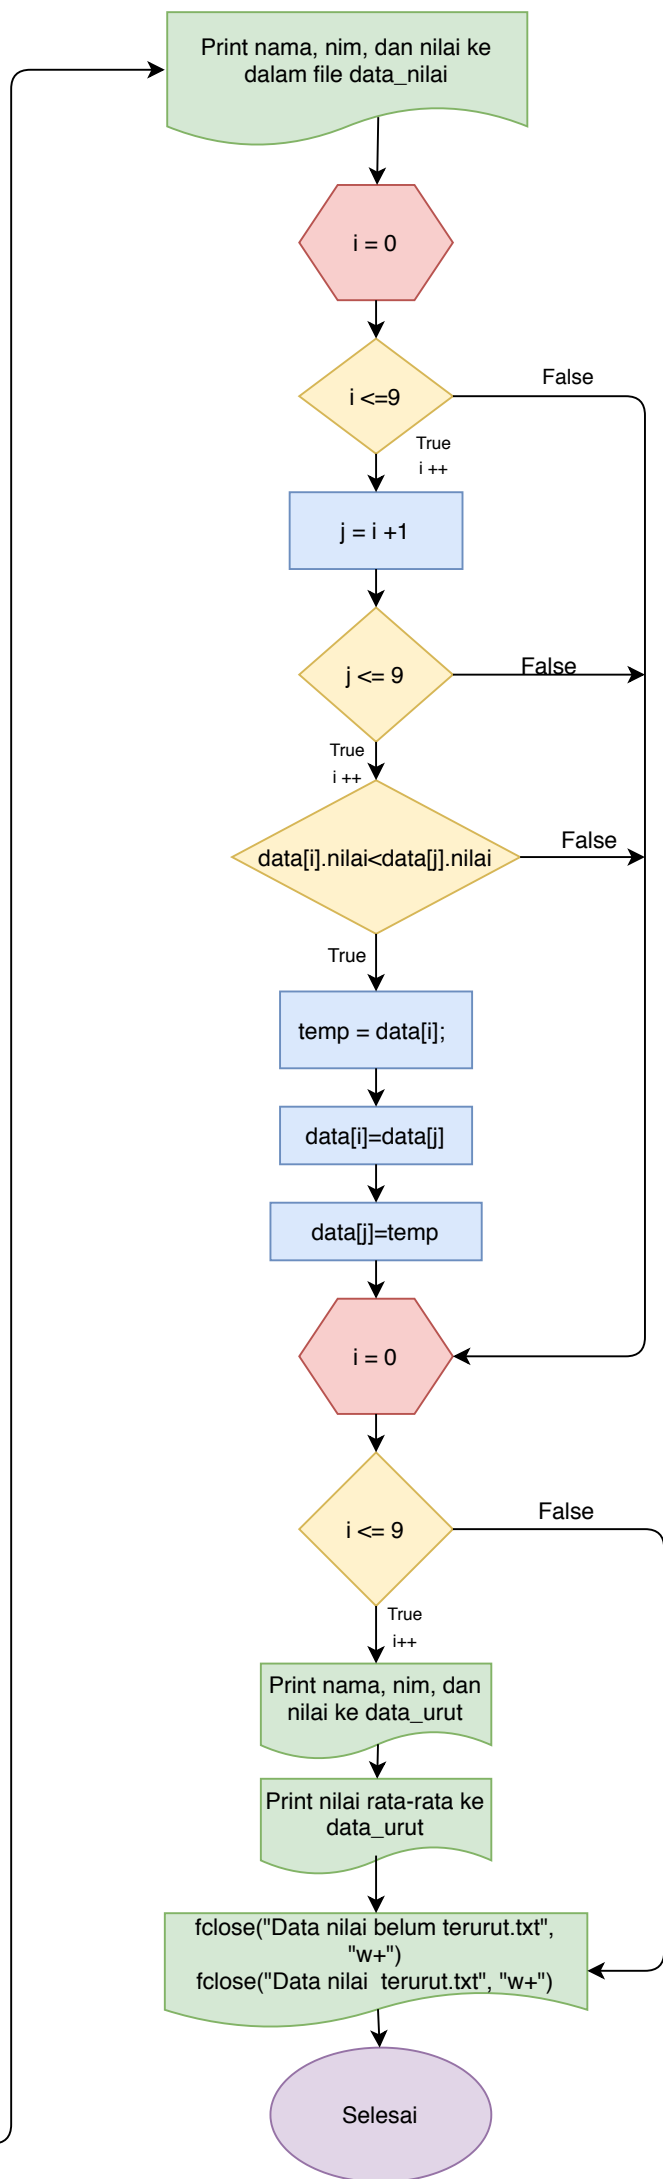 Print nama, nim, dan nilai ke
dalam file data_nilai
i = 0
i <=9
False
True
i ++
j = i +1
j <= 9
False
True
i ++
data[i].nilai<data[j].nilai
False
True
temp = data[i];
data[i]=data[j]
data[j]=temp
i = 0
i <= 9
False
True
i++
Print nama, nim, dan
nilai ke data_urut
Print nilai rata-rata ke
data_urut
fclose("Data nilai belum terurut.txt",
"w+")
fclose("Data nilai  terurut.txt", "w+")
Selesai